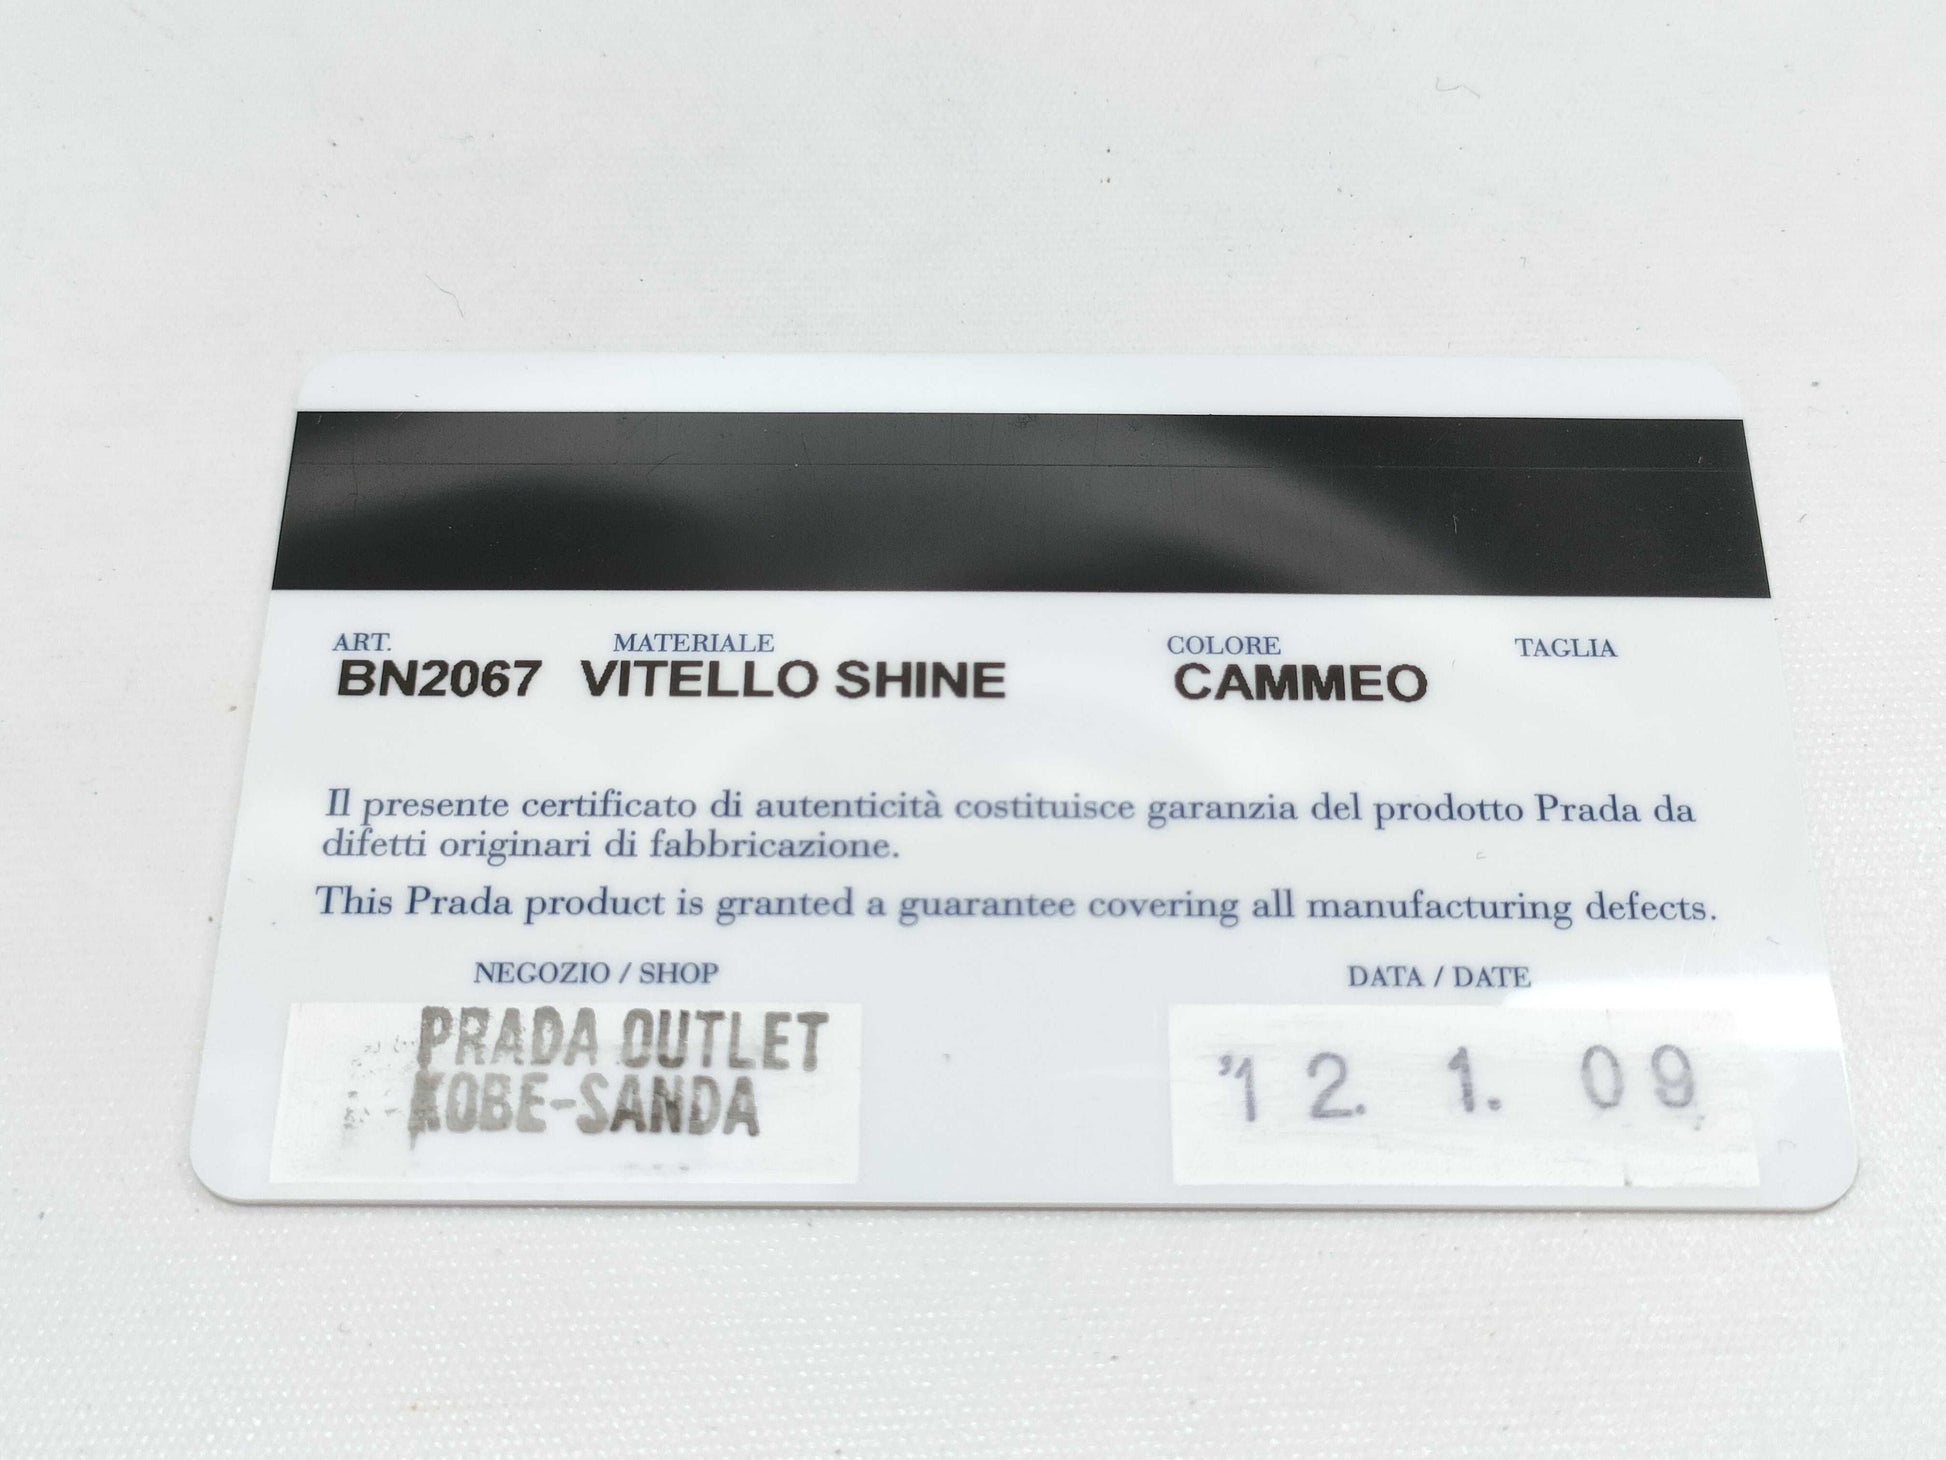 ART. MATERIALE COLORE TAGLIA
BN2067 VITELLO SHINE CAMMEO
Il presente certificato di autenticità costituisce garanzia del prodotto Prada da
difetti originari di fabbricazione.
This Prada product is granted a guarantee covering all manufacturing defects.
NEGOZIO / SHOP DATA / DATE
PRADA OUTLET
KOBE-SANDA
'12. 1. 09